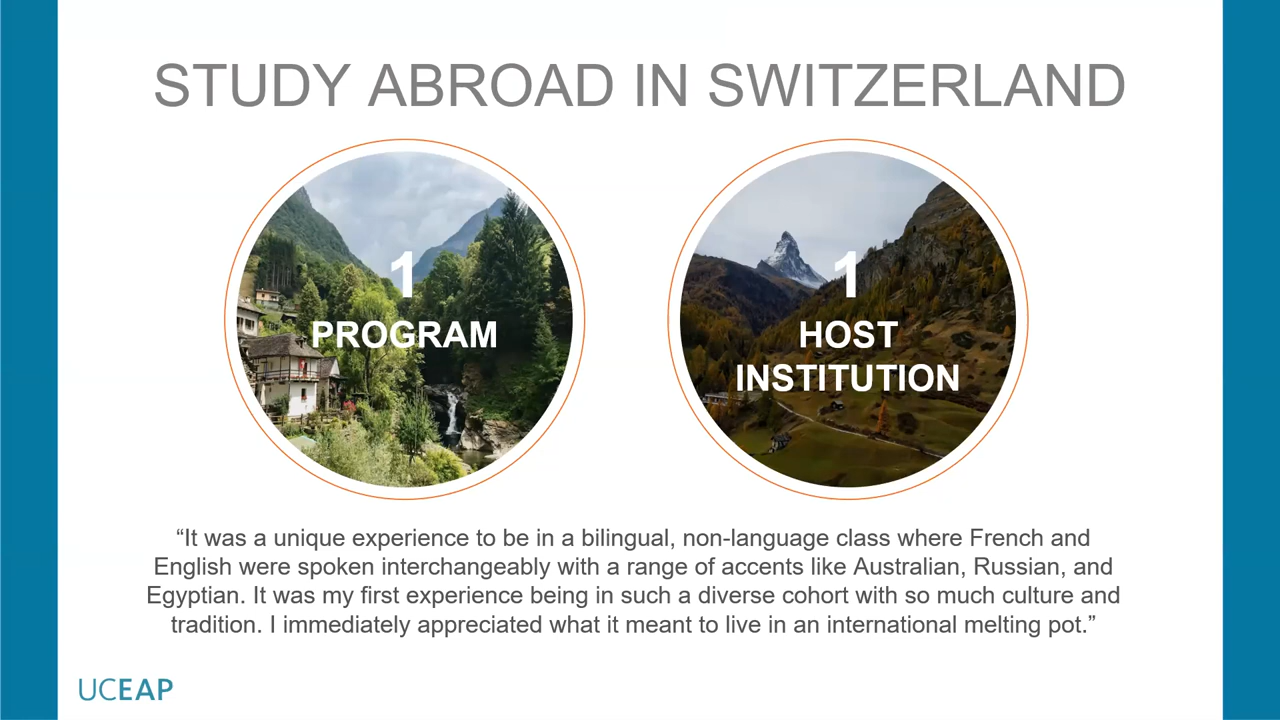 STUDY ABROAD IN SWITZERLAND
1
PROGRAM
1
HOST
INSTITUTION
“It was a unique experience to be in a bilingual, non-language class where French and
English were spoken interchangeably with a range of accents like Australian, Russian, and
Egyptian. It was my first experience being in such a diverse cohort with so much culture and
tradition. I immediately appreciated what it meant to live in an international melting pot.”
UCEAP